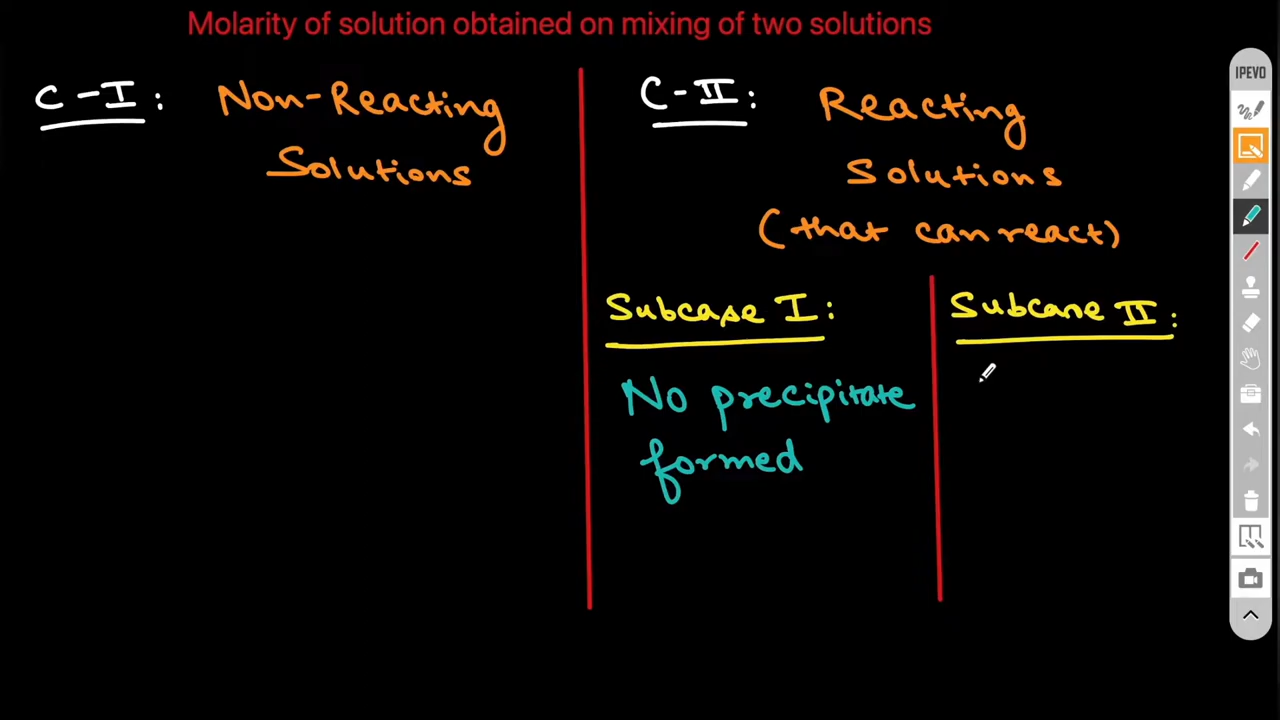 Molarity of solution obtained on mixing of two solutions
C-I: Non-Reacting
Solutions
C-II: Reacting
Solutions
(that can react)
Subcase I:
No precipitate
formed
Subcase II:
IPEVO